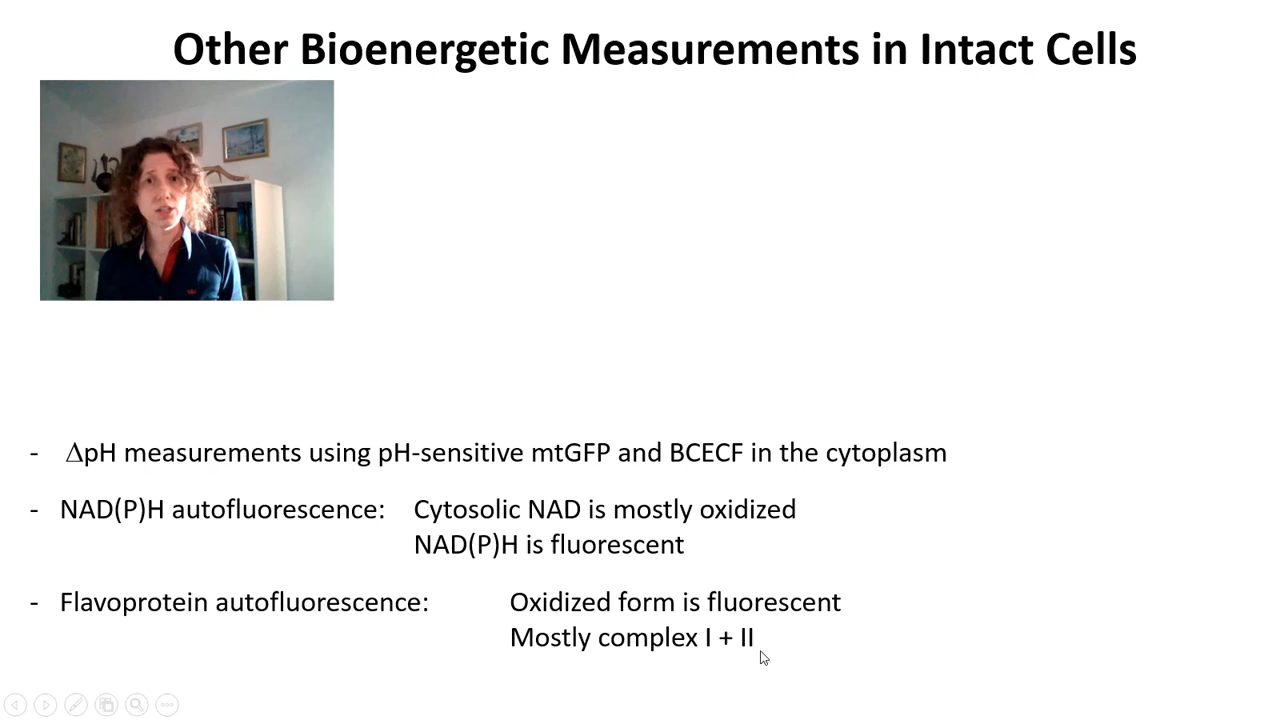 Other Bioenergetic Measurements in Intact Cells
- ΔpH measurements using pH-sensitive mtGFP and BCECF in the cytoplasm
- NAD(P)H autofluorescence: Cytosolic NAD is mostly oxidized
NAD(P)H is fluorescent
- Flavoprotein autofluorescence: Oxidized form is fluorescent
Mostly complex I + II